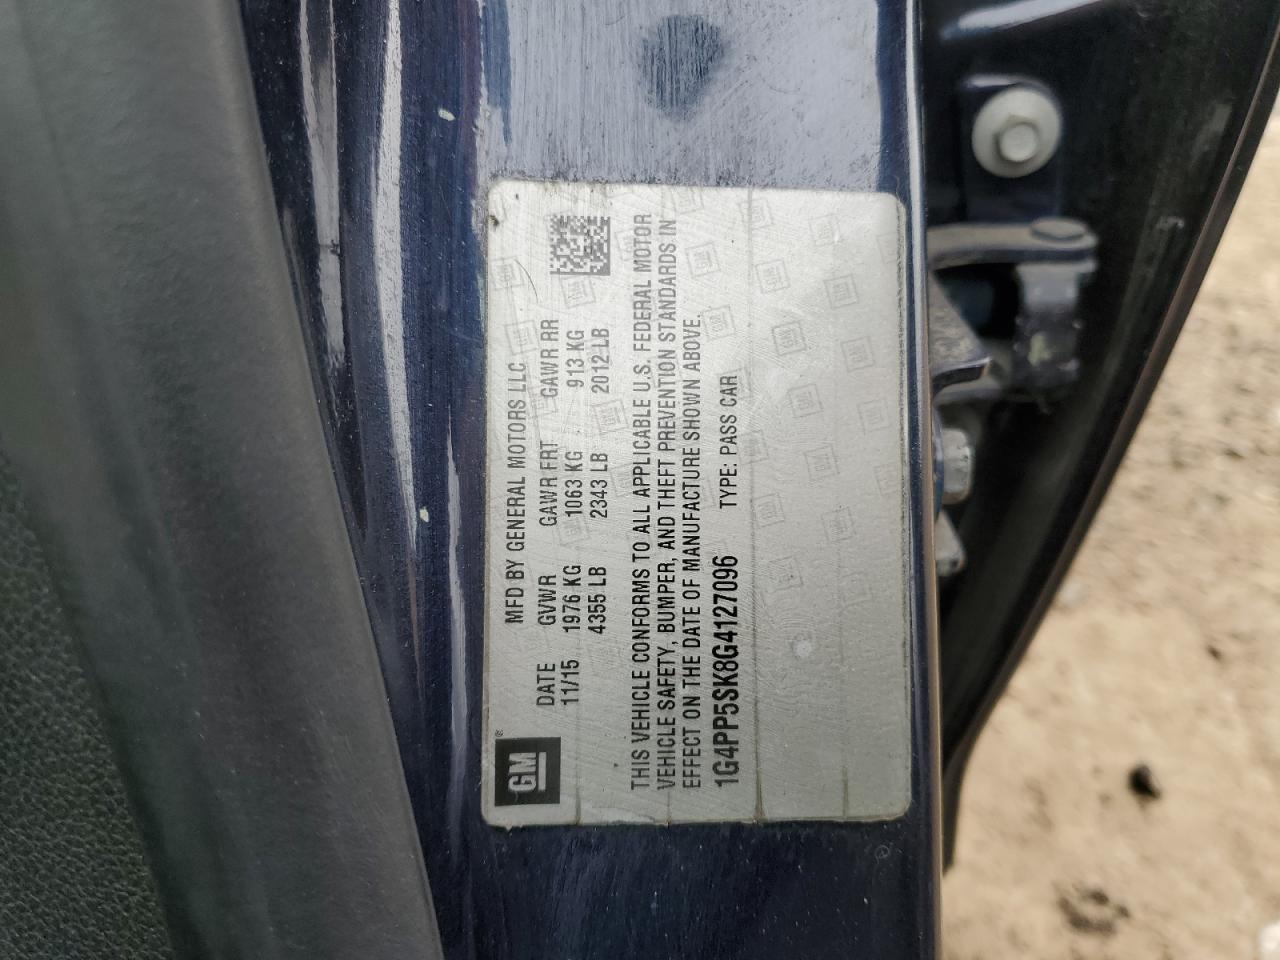 GM®
MFD BY GENERAL MOTORS LLC
DATE GVWR GAWR FRT GAWR RR
11/15 1976 KG 1063 KG 913 KG
4355 LB 2343 LB 2012 LB
THIS VEHICLE CONFORMS TO ALL APPLICABLE U.S. FEDERAL MOTOR
VEHICLE SAFETY, BUMPER, AND THEFT PREVENTION STANDARDS IN
EFFECT ON THE DATE OF MANUFACTURE SHOWN ABOVE.
1G4PP5SK8G4127096 TYPE: PASS CAR